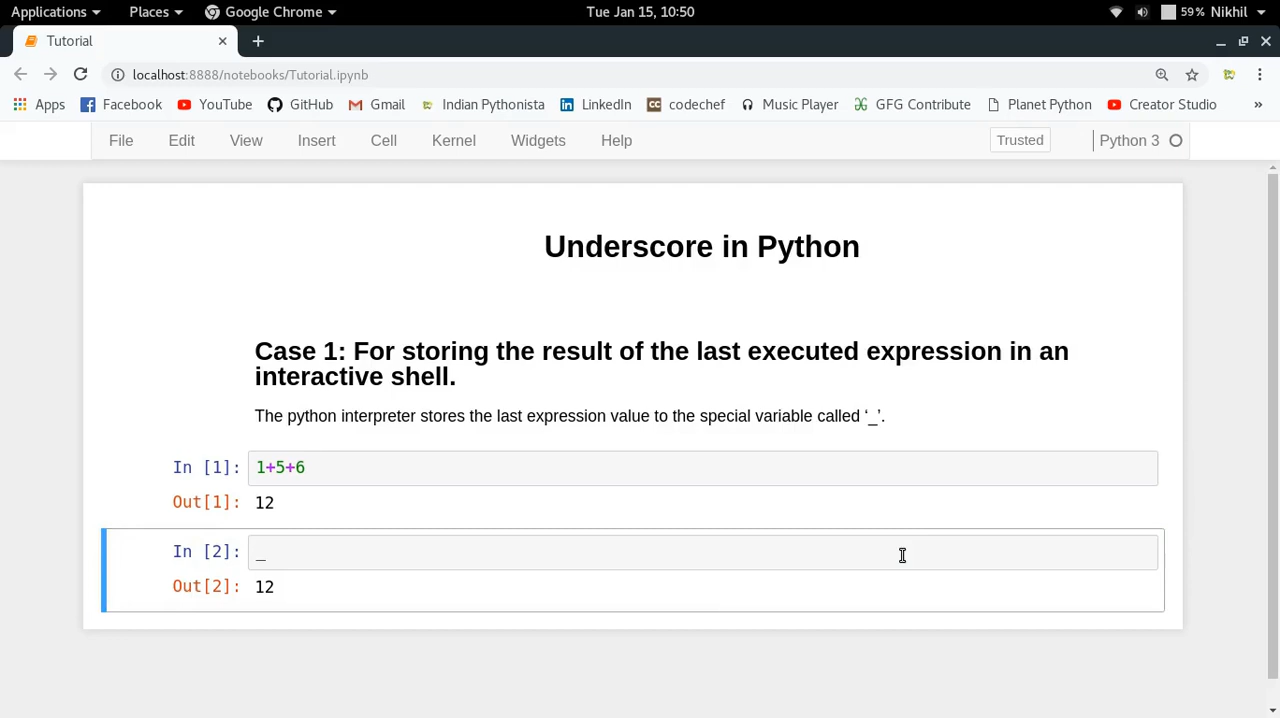 Applications Places Google Chrome Tue Jan 15, 10:50 59% Nikhil
Tutorial
localhost:8888/notebooks/Tutorial.ipynb
Apps Facebook YouTube GitHub Gmail Indian Pythonista LinkedIn CC codechef Music Player GFG Contribute Planet Python Creator Studio »
File Edit View Insert Cell Kernel Widgets Help Trusted Python 3
Underscore in Python
Case 1: For storing the result of the last executed expression in an
interactive shell.
The python interpreter stores the last expression value to the special variable called ‘_’.
In [1]: 1+5+6
Out[1]: 12
In [2]: _
Out[2]: 12